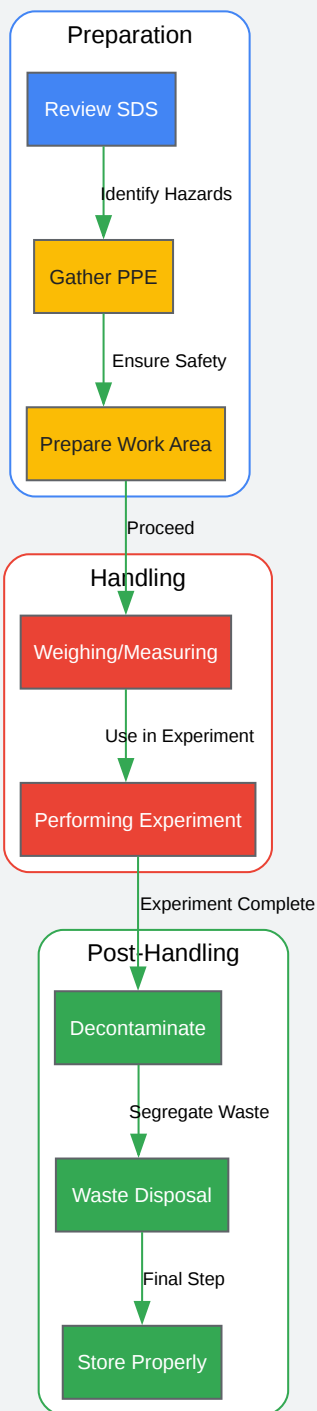 Preparation
Review SDS
Identify Hazards
Gather PPE
Ensure Safety
Prepare Work Area
Proceed
Handling
Weighing/Measuring
Use in Experiment
Performing Experiment
Experiment Complete
Post-Handling
Decontaminate
Segregate Waste
Waste Disposal
Final Step
Store Properly